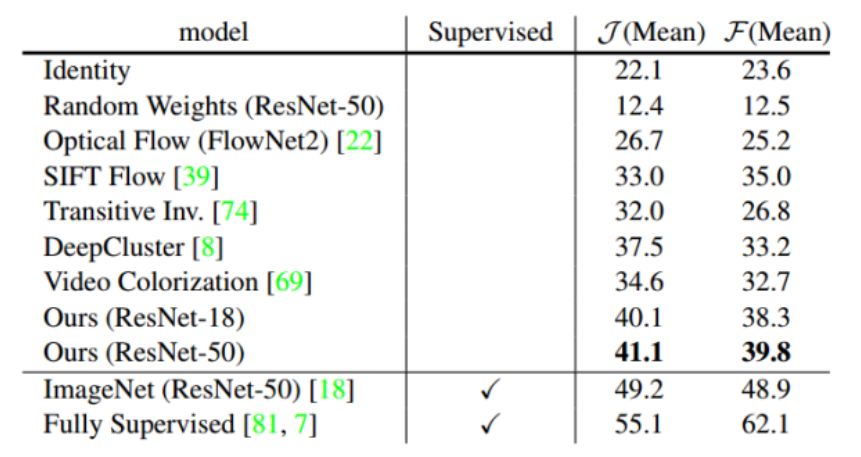 model Supervised J(Mean) F(Mean)
Identity 22.1 23.6
Random Weights (ResNet-50) 12.4 12.5
Optical Flow (FlowNet2) [22] 26.7 25.2
SIFT Flow [39] 33.0 35.0
Transitive Inv. [74] 32.0 26.8
DeepCluster [8] 37.5 33.2
Video Colorization [69] 34.6 32.7
Ours (ResNet-18) 40.1 38.3
Ours (ResNet-50) 41.1 39.8
ImageNet (ResNet-50) [18] ✓ 49.2 48.9
Fully Supervised [81, 7] ✓ 55.1 62.1